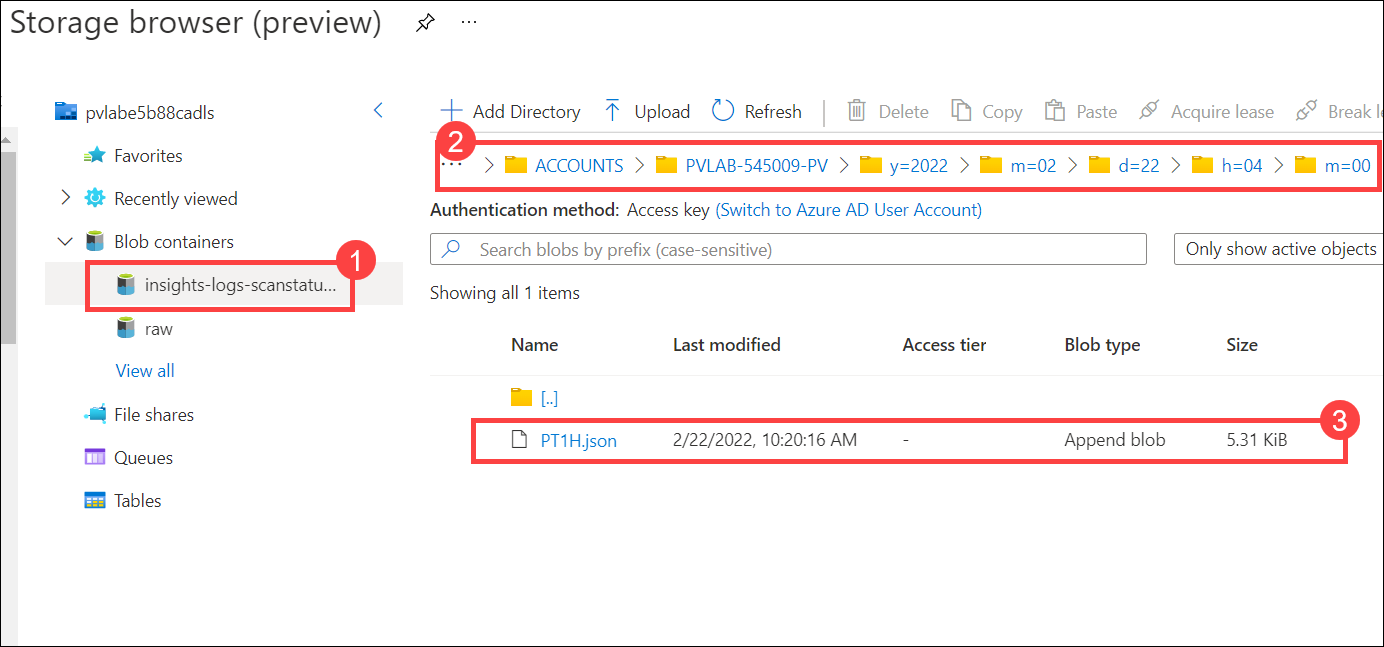 Storage browser (preview) ...
pvlabe5b88cadls
Favorites
Recently viewed
Blob containers
1
insights-logs-scanstatu...
raw
View all
File shares
Queues
Tables
Add Directory Upload Refresh | Delete Copy Paste Acquire lease Break le
2
... > ACCOUNTS > PVLAB-545009-PV > y=2022 > m=02 > d=22 > h=04 > m=00
Authentication method: Access key (Switch to Azure AD User Account)
Search blobs by prefix (case-sensitive) Only show active objects
Showing all 1 items
Name Last modified Access tier Blob type Size
[..]
3
PT1H.json 2/22/2022, 10:20:16 AM - Append blob 5.31 KiB